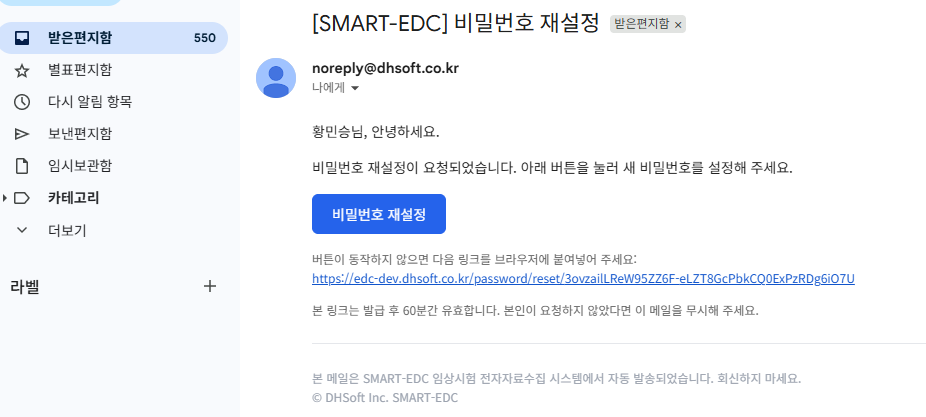 [SMART-EDC] 비밀번호 재설정 받은편지함 ×
받은편지함 550
별표편지함
다시 알림 항목
보낸편지함
임시보관함
카테고리
더보기
라벨 +
noreply@dhsoft.co.kr
나에게
황민승님, 안녕하세요.
비밀번호 재설정이 요청되었습니다. 아래 버튼을 눌러 새 비밀번호를 설정해 주세요.
비밀번호 재설정
버튼이 동작하지 않으면 다음 링크를 브라우저에 붙여넣어 주세요:
https://edc-dev.dhsoft.co.kr/password/reset/3ovzailLReW95ZZ6F-eLZT8GcPbkCQ0ExPzRDg6iO7U
본 링크는 발급 후 60분간 유효합니다. 본인이 요청하지 않았다면 이 메일을 무시해 주세요.
본 메일은 SMART-EDC 임상시험 전자자료수집 시스템에서 자동 발송되었습니다. 회신하지 마세요.
© DHSoft Inc. SMART-EDC